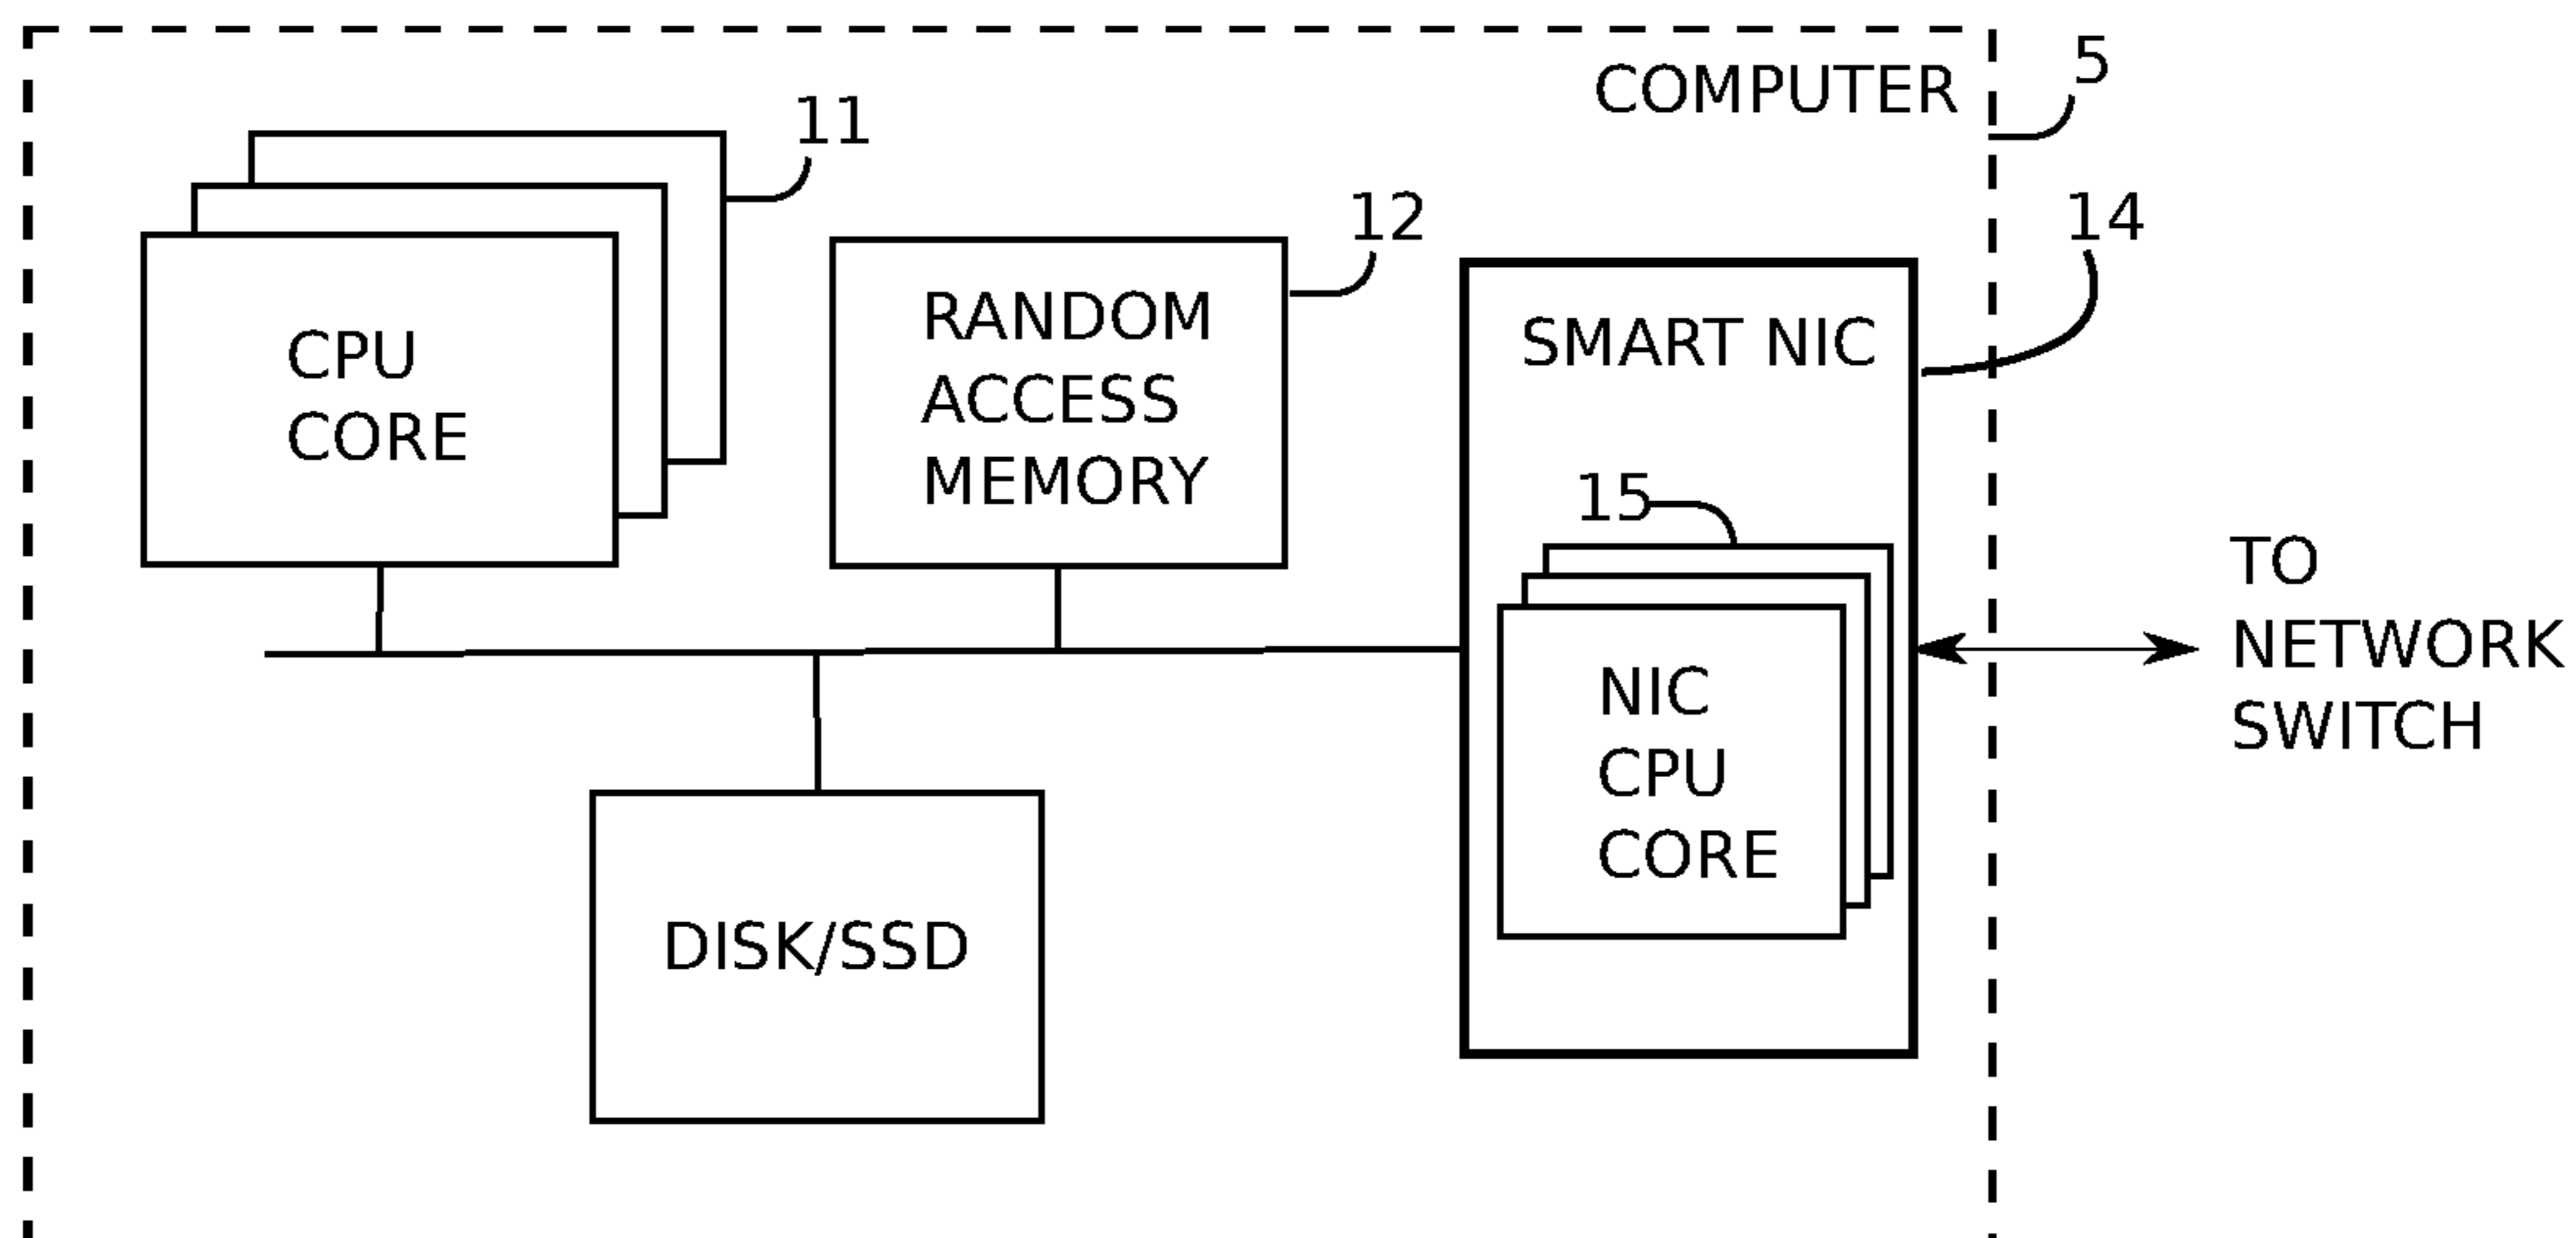 COMPUTER
5
11
12
14
CPU
CORE
RANDOM
ACCESS
MEMORY
SMART NIC
15
NIC
CPU
CORE
TO
NETWORK
SWITCH
DISK/SSD